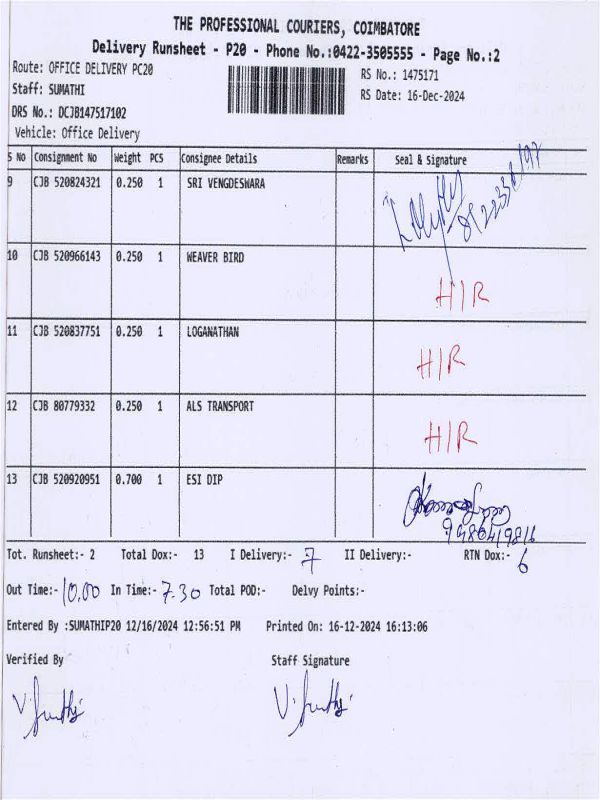 THE PROFESSIONAL COURIERS, COIMBATORE
Delivery Runsheet - P20 - Phone No.:0422-3505555 - Page No.:2
Route: OFFICE DELIVERY PC20
RS No.: 1475171
Staff: SUMATHI
RS Date: 16-Dec-2024
DRS No.: DCJB147517102
Vehicle: Office Delivery
S No Consignment No Weight PCS Consignee Details Remarks Seal & Signature
9 CJB 520824321 0.250 1 SRI VENGDESWARA
10 CJB 520966143 0.250 1 WEAVER BIRD H/R
11 CJB 520837751 0.250 1 LOGANATHAN H/R
12 CJB 80779332 0.250 1 ALS TRANSPORT H/R
13 CJB 520920951 0.700 1 ESI DIP
Tot. Runsheet:- 2 Total Dox:- 13 I Delivery:- 7 II Delivery:- RTN Dox:- 6
Out Time:- 10.00 In Time:- 7.30 Total POD:- Delvy Points:-
Entered By :SUMATHIP20 12/16/2024 12:56:51 PM Printed On: 16-12-2024 16:13:06
Verified By Staff Signature